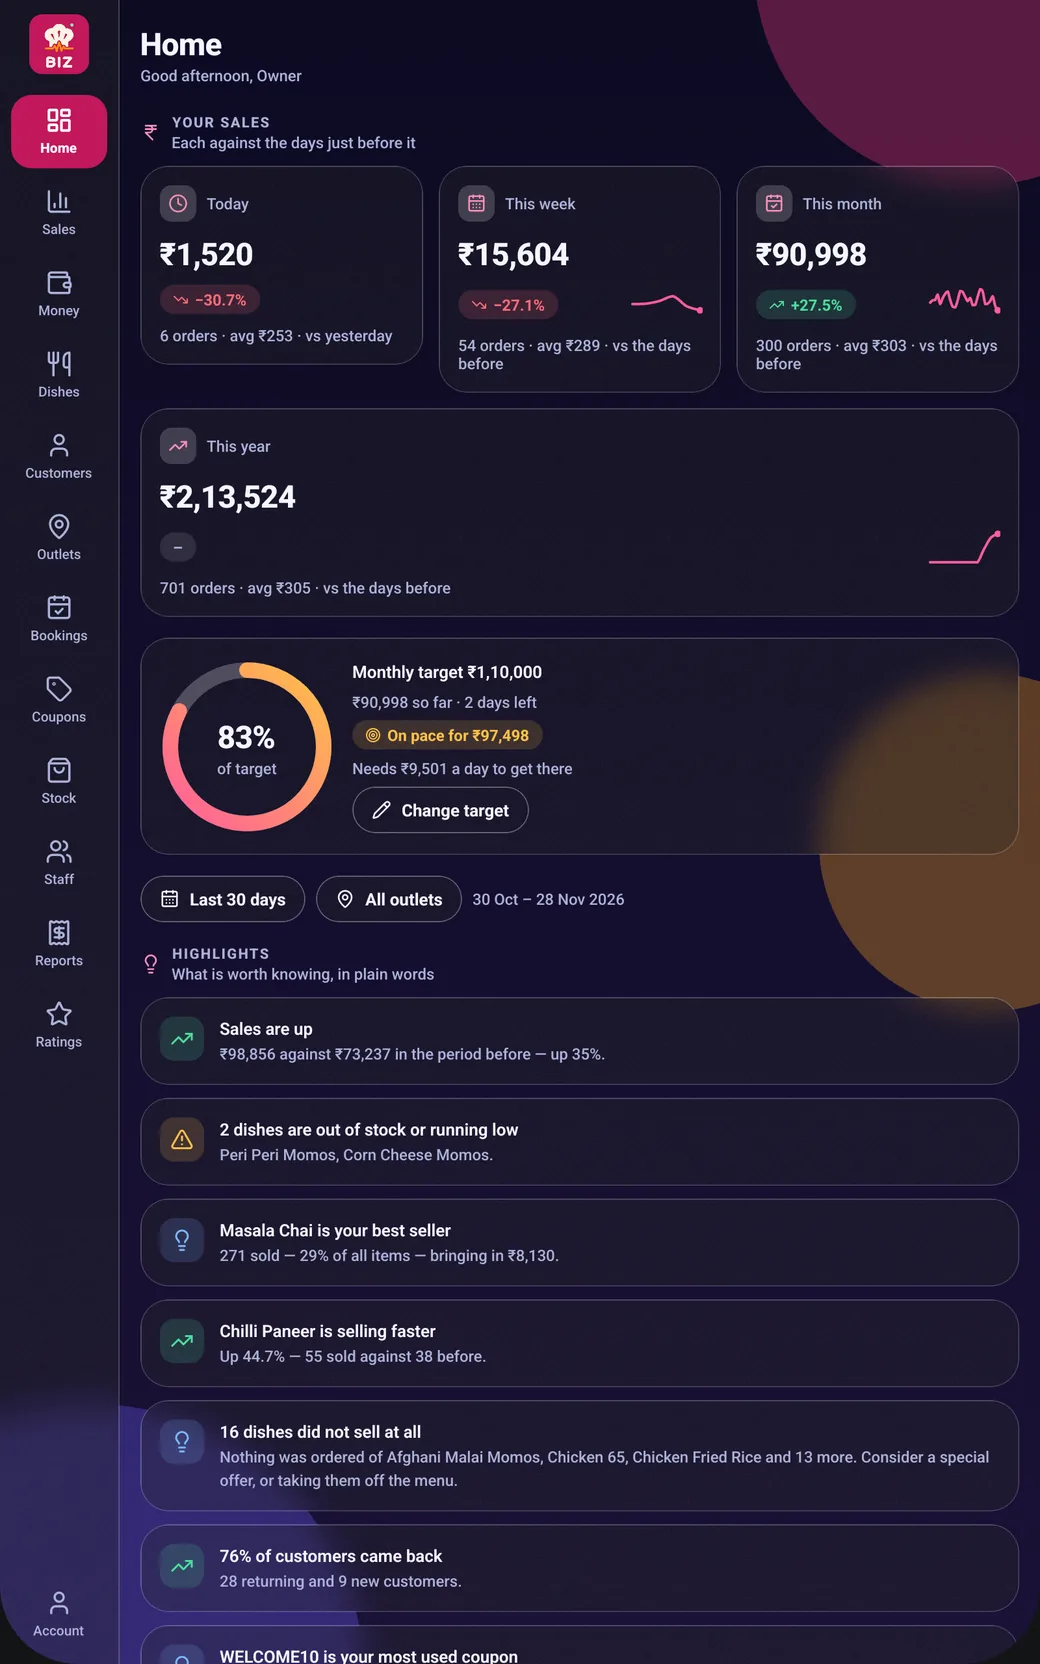 BIZ
Home
Sales
Money
Dishes
Customers
Outlets
Bookings
Coupons
Stock
Staff
Reports
Ratings
Account
Home
Good afternoon, Owner
YOUR SALES
Each against the days just before it
Today
₹1,520
−30.7%
6 orders · avg ₹253 · vs yesterday
This week
₹15,604
−27.1%
54 orders · avg ₹289 · vs the days
before
This month
₹90,998
+27.5%
300 orders · avg ₹303 · vs the days
before
This year
₹2,13,524
–
701 orders · avg ₹305 · vs the days before
83%
of target
Monthly target ₹1,10,000
₹90,998 so far · 2 days left
On pace for ₹97,498
Needs ₹9,501 a day to get there
Change target
Last 30 days
All outlets
30 Oct – 28 Nov 2026
HIGHLIGHTS
What is worth knowing, in plain words
Sales are up
₹98,856 against ₹73,237 in the period before — up 35%.
2 dishes are out of stock or running low
Peri Peri Momos, Corn Cheese Momos.
Masala Chai is your best seller
271 sold — 29% of all items — bringing in ₹8,130.
Chilli Paneer is selling faster
Up 44.7% — 55 sold against 38 before.
16 dishes did not sell at all
Nothing was ordered of Afghani Malai Momos, Chicken 65, Chicken Fried Rice and 13 more. Consider a special
offer, or taking them off the menu.
76% of customers came back
28 returning and 9 new customers.
WELCOME10 is your most used coupon